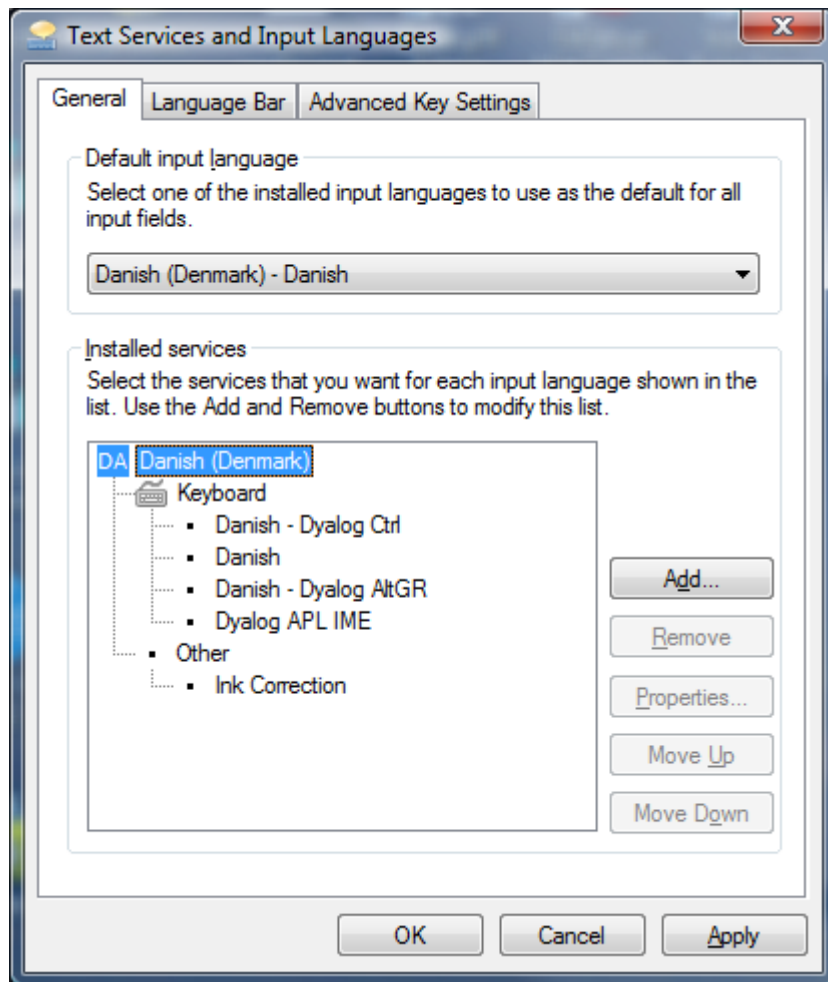 Text Services and Input Languages
General
Language Bar
Advanced Key Settings
Default input language
Select one of the installed input languages to use as the default for all
input fields.
Danish (Denmark) - Danish
Installed services
Select the services that you want for each input language shown in the
list. Use the Add and Remove buttons to modify this list.
DA Danish (Denmark)
Keyboard
Danish - Dyalog Ctrl
Danish
Danish - Dyalog AltGR
Dyalog APL IME
Other
Ink Correction
Add...
Remove
Properties...
Move Up
Move Down
OK
Cancel
Apply